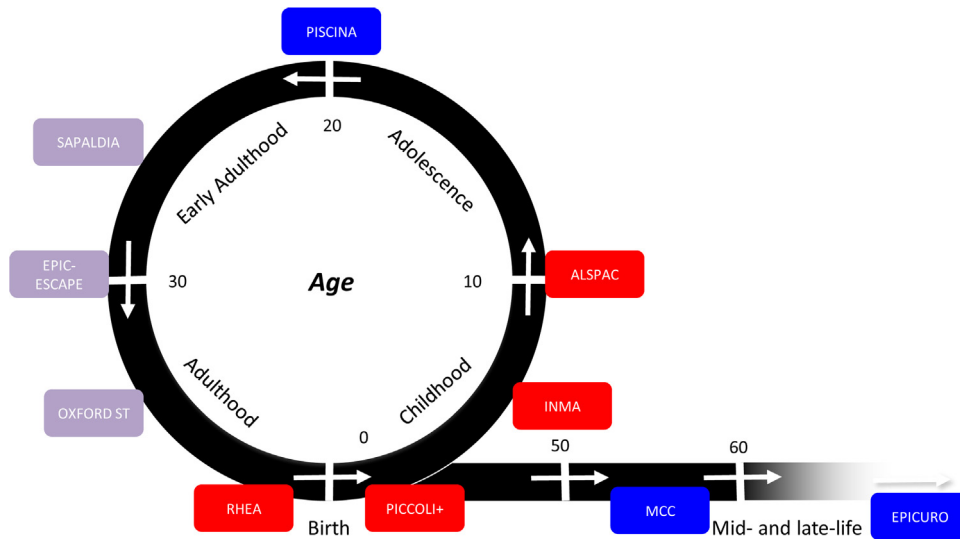 PISCINA
20
SAPALDIA
Early Adulthood
Adolescence
EPIC-
ESCAPE
30
Age
10
ALSPAC
OXFORD ST
Adulthood
Childhood
INMA
0
50
60
RHEA
PICCOLI+
MCC
EPICURO
Birth
Mid- and late-life